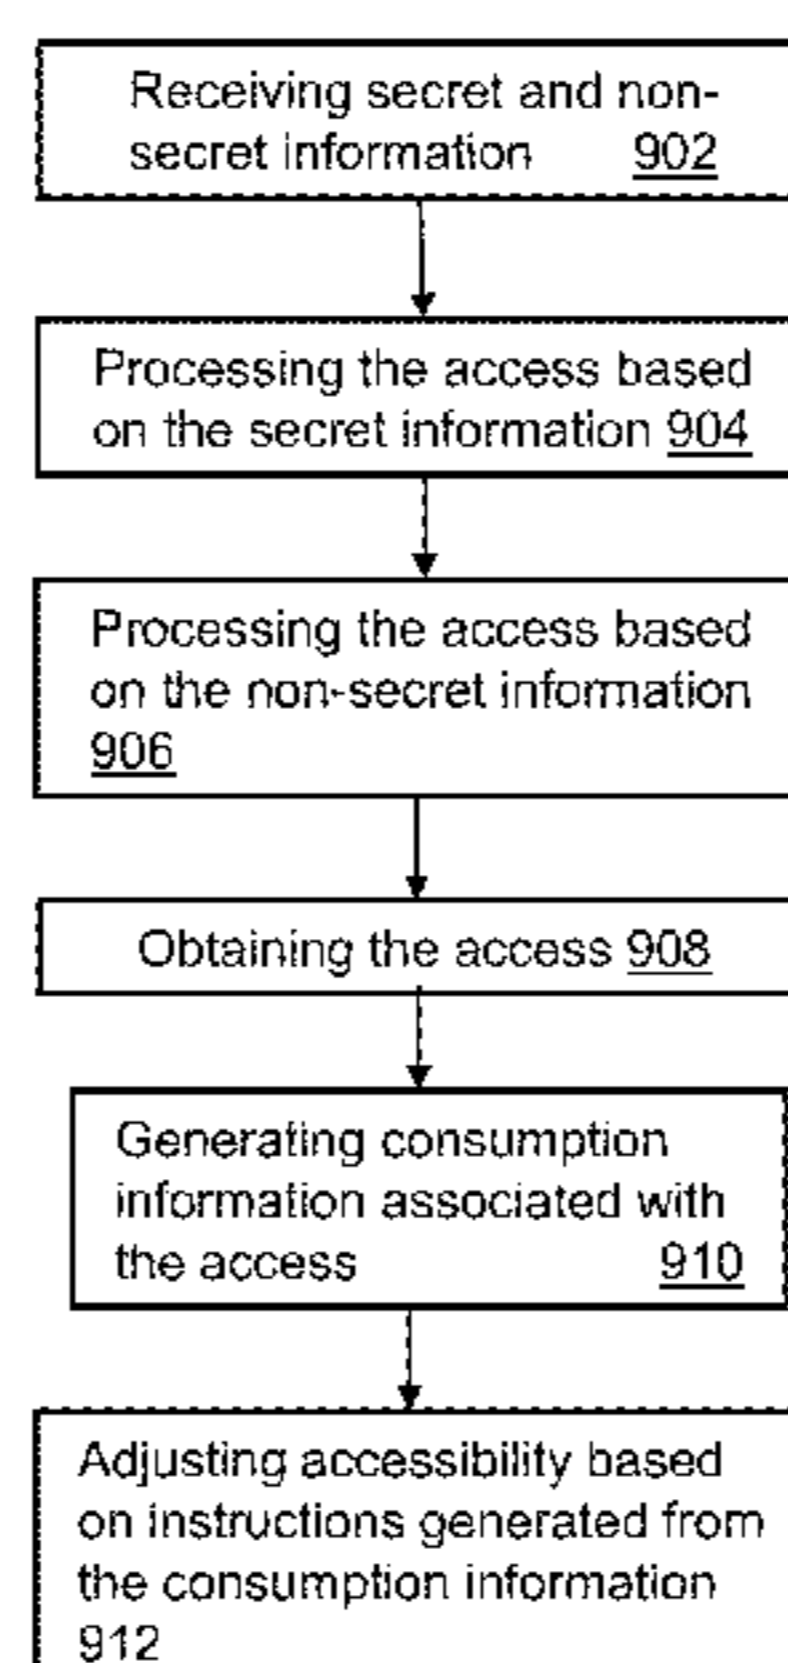 Receiving secret and non-
secret information 902
Processing the access based
on the secret information 904
Processing the access based
on the non-secret information
906
Obtaining the access 908
Generating consumption
information associated with
the access 910
Adjusting accessibility based
on instructions generated from
the consumption information
912